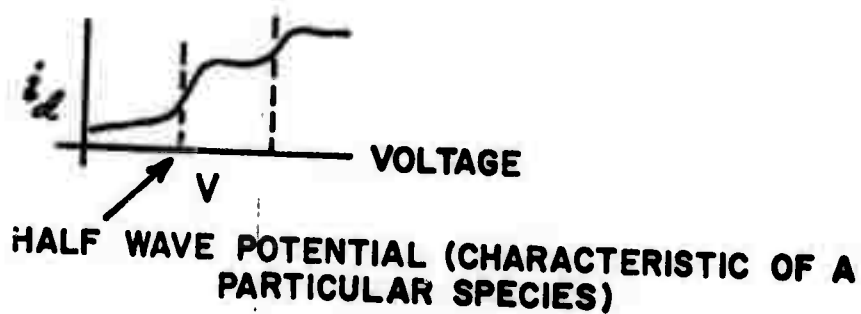 i_d
VOLTAGE
V
HALF WAVE POTENTIAL (CHARACTERISTIC OF A
PARTICULAR SPECIES)